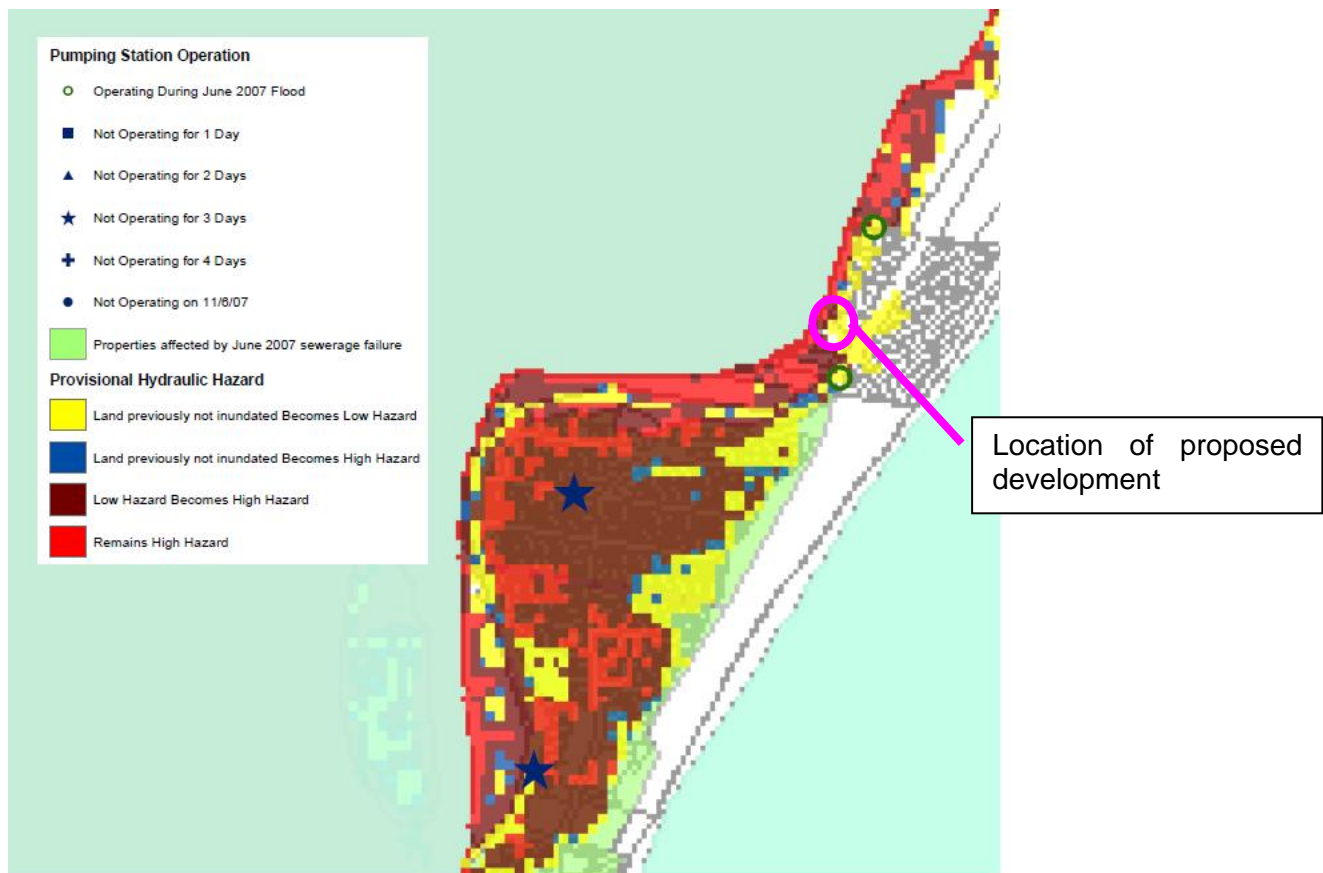 Pumping Station Operation
Operating During June 2007 Flood
Not Operating for 1 Day
Not Operating for 2 Days
Not Operating for 3 Days
Not Operating for 4 Days
Not Operating on 11/6/07
Properties affected by June 2007 sewerage failure
Provisional Hydraulic Hazard
Land previously not inundated Becomes Low Hazard
Land previously not inundated Becomes High Hazard
Low Hazard Becomes High Hazard
Remains High Hazard
Location of proposed
development